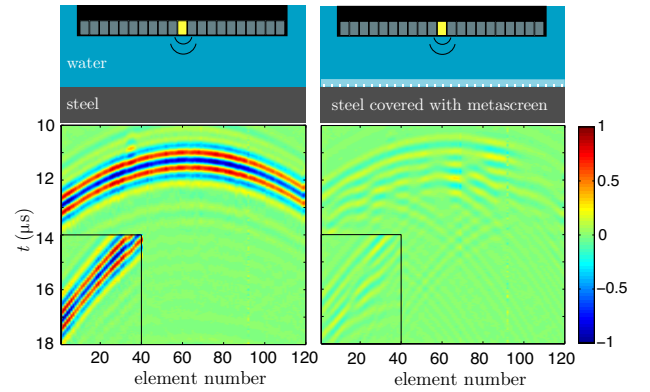 water
steel
steel covered with metascreen
10
12
14
16
18
t (μs)
20 40 60 80 100 120
element number
20 40 60 80 100 120
element number
1
0.5
0
−0.5
−1